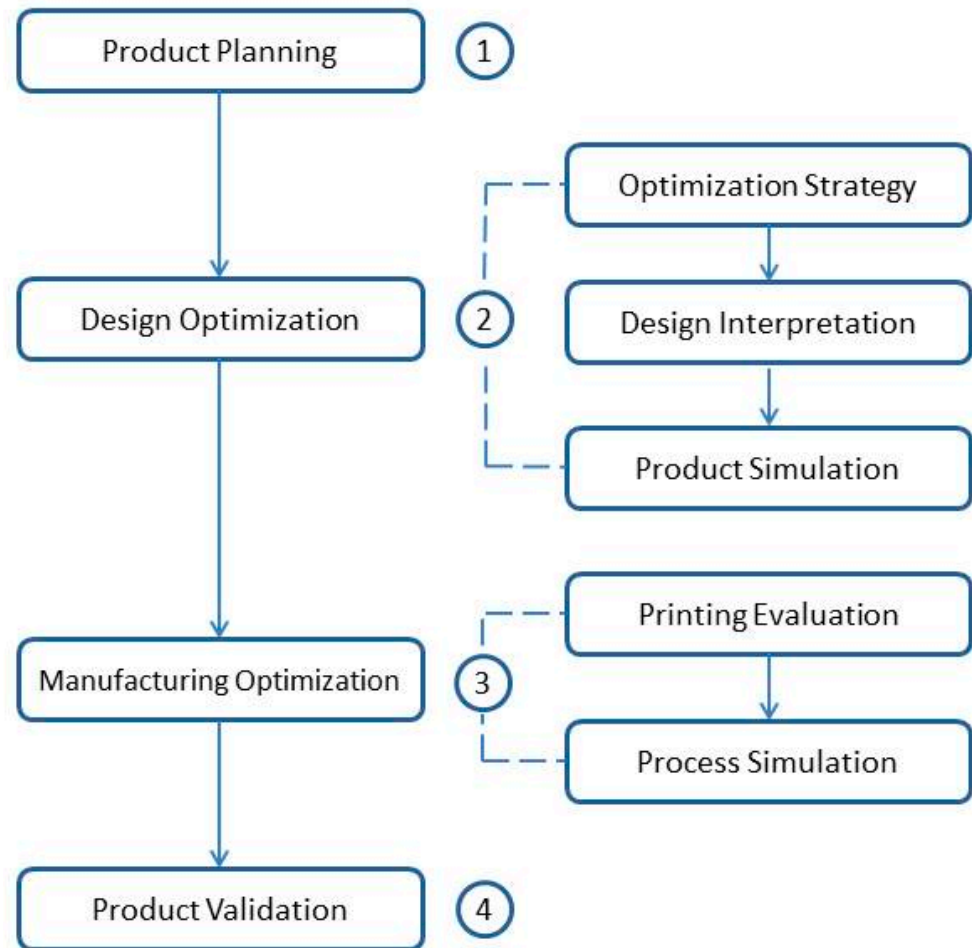 Product Planning
1
Optimization Strategy
Design Optimization
2
Design Interpretation
Product Simulation
Printing Evaluation
Manufacturing Optimization
3
Process Simulation
Product Validation
4